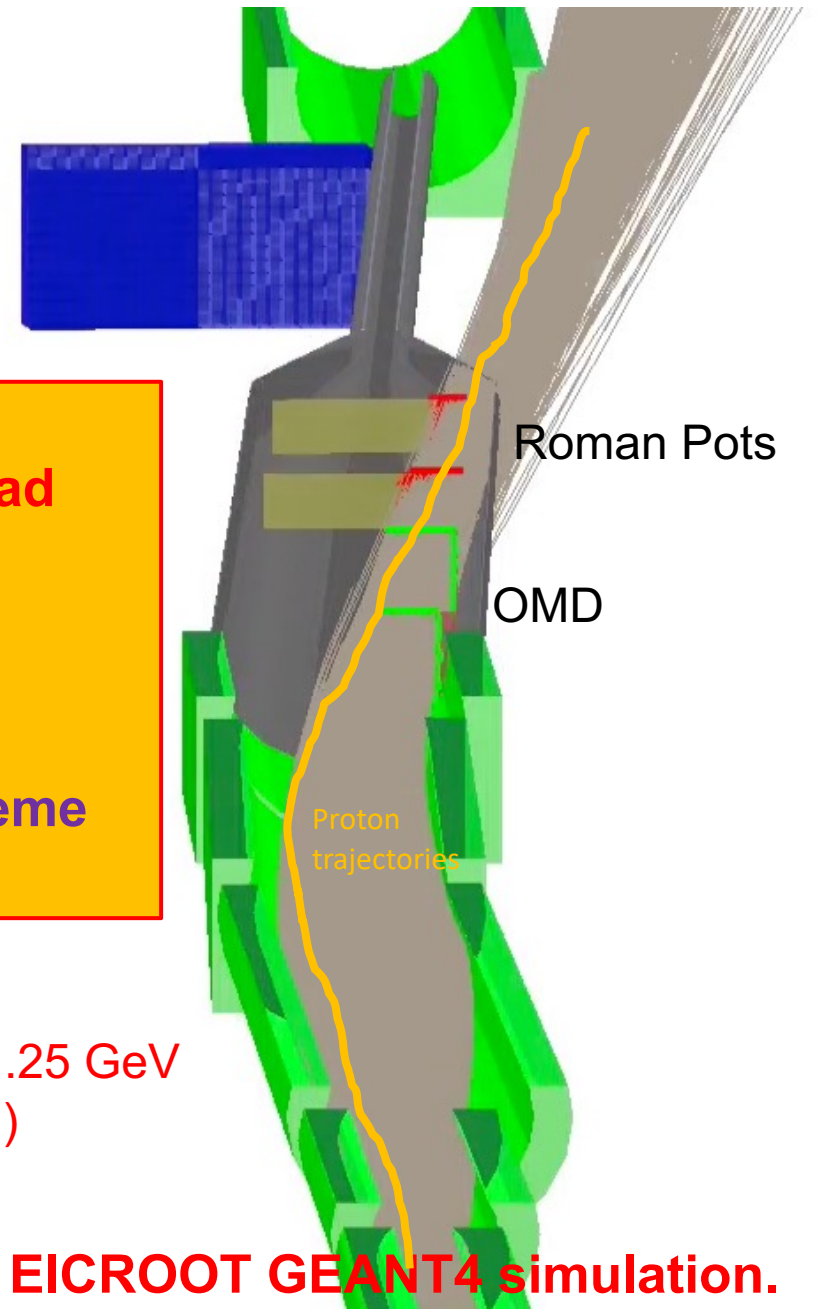 Roman Pots
ad
OMD
eme
Proton
trajectories
.25 GeV
)
EICROOT GEANT4 simulation.